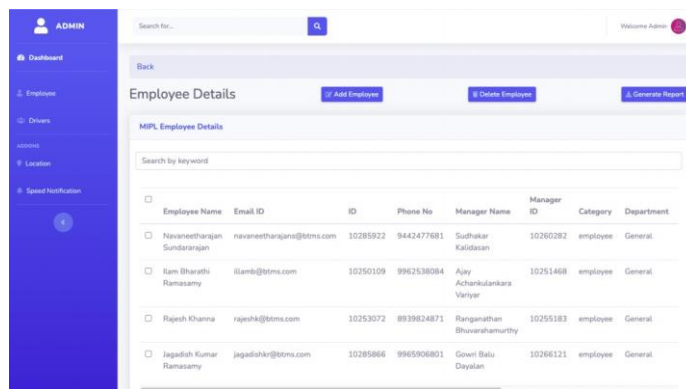 ADMIN
Search for...
Welcome Admin
Dashboard
Back
Employee
Employee Details
Add Employee
Delete Employee
Generate Report
Drivers
MIPL Employee Details
ADDONS
Location
Search by keyword
Speed Notification
Employee Name Email ID ID Phone No Manager Name Manager ID Category Department
Navaneetharajan Sundararajan navaneetharajans@btms.com 10285922 9442477681 Sudhakar Kalidasan 10260282 employee General
Ilam Bharathi Ramasamy illamb@btms.com 10250109 9962538084 Ajay Achankulankara Variyar 10251468 employee General
Rajesh Khanna rajeshk@btms.com 10253072 8939824871 Ranganathan Bhuvarahamurthy 10255183 employee General
Jagadish Kumar Ramasamy jagadishkr@btms.com 10285866 9965906801 Gowri Balu Dayalan 10266121 employee General